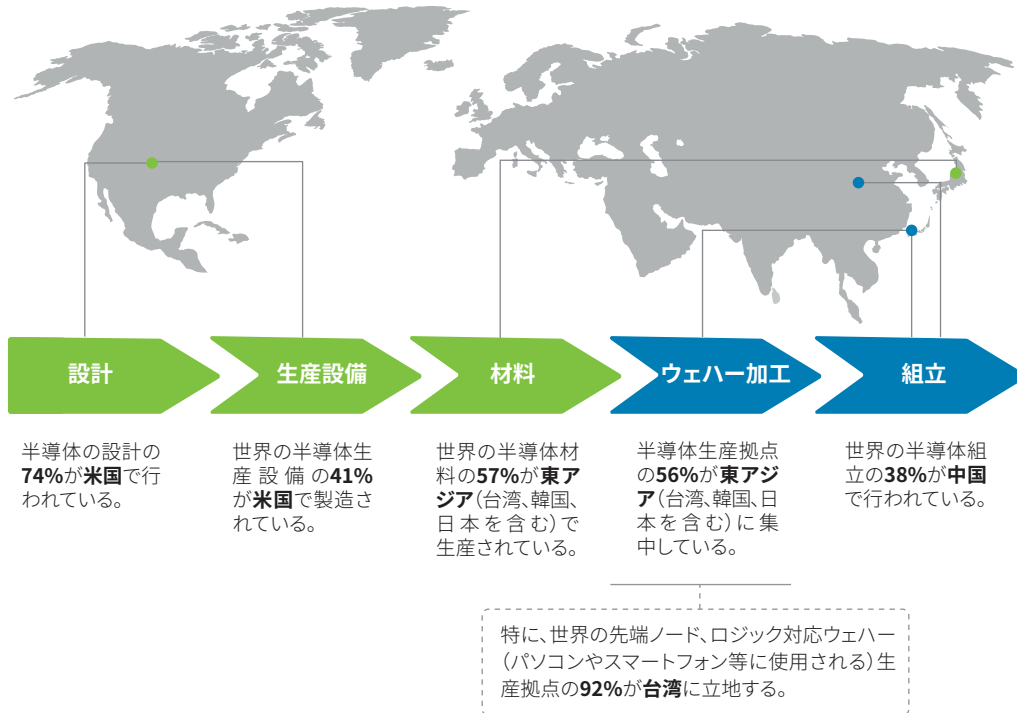 設計
生産設備
材料
ウェハー加工
組立
半導体の設計の
74%が米国で行
われている。
世界の半導体生
産設備の41%
が米国で製造さ
れている。
世界の半導体材
料の57%が東ア
ジア(台湾、韓国、
日本を含む)で
生産されている。
半導体生産拠点
の56%が東アジ
ア(台湾、韓国、日
本を含む)に集
中している。
世界の半導体組
立の38%が中国
で行われている。
特に、世界の先端ノード、ロジック対応ウェハー
(パソコンやスマートフォン等に使用される)生
産拠点の92%が台湾に立地する。